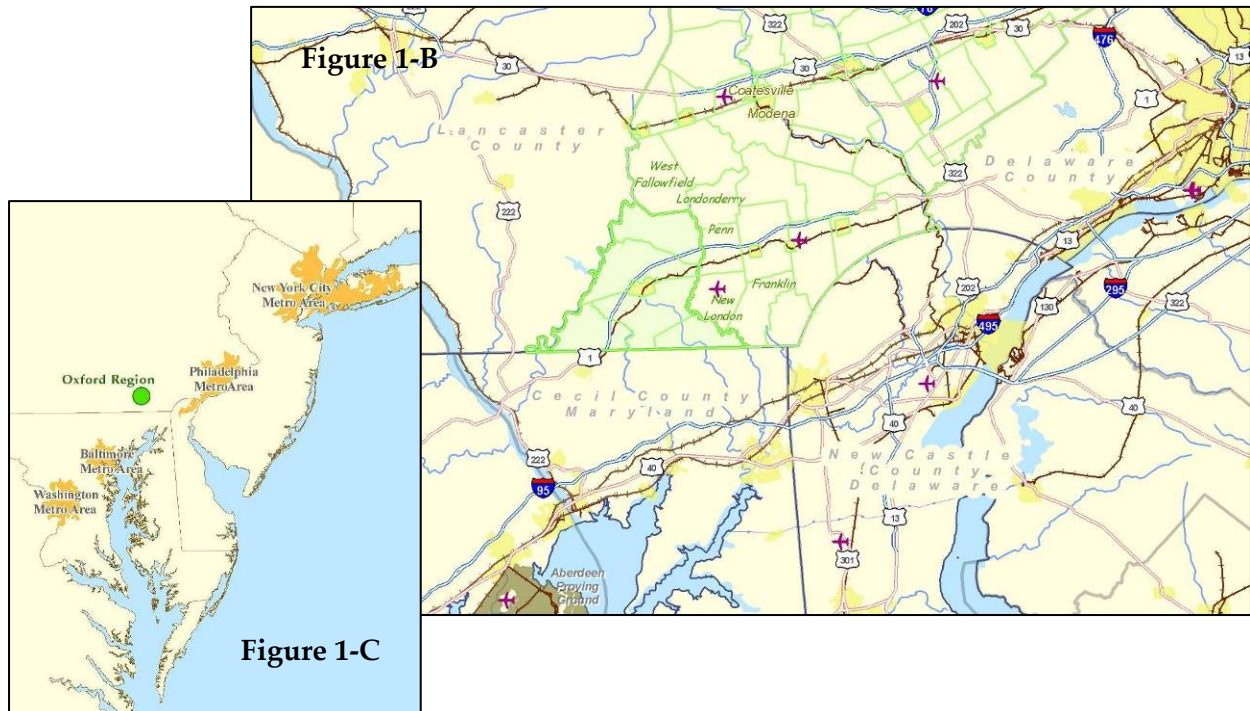 Figure 1-B
76
322
202
30
476
13
30
30
Coatesville
Modena
1
Lancaster
County
Delaware
County
West
Fallowfield
Londonderry
322
222
Penn
13
New
London
Franklin
202
295
130
322
495
1
Cecil County
Maryland
40
40
222
40
New Castle
County
Delaware
95
13
301
Aberdeen
Proving
Ground
New York City
Metro Area
Philadelphia
MetroArea
Oxford Region
Baltimore
Metro Area
Washington
Metro Area
Figure 1-C